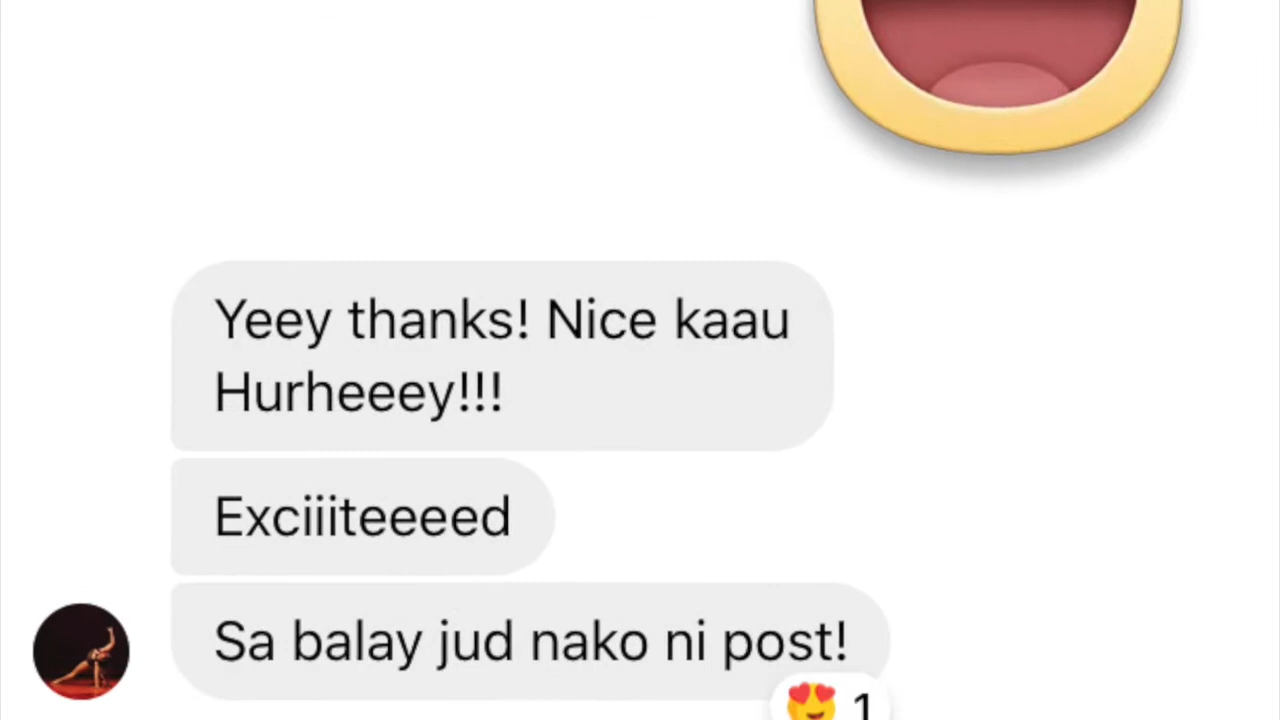 Yeey thanks! Nice kaau
Hurheeey!!!
Exciiiteeeed
Sa balay jud nako ni post!
1